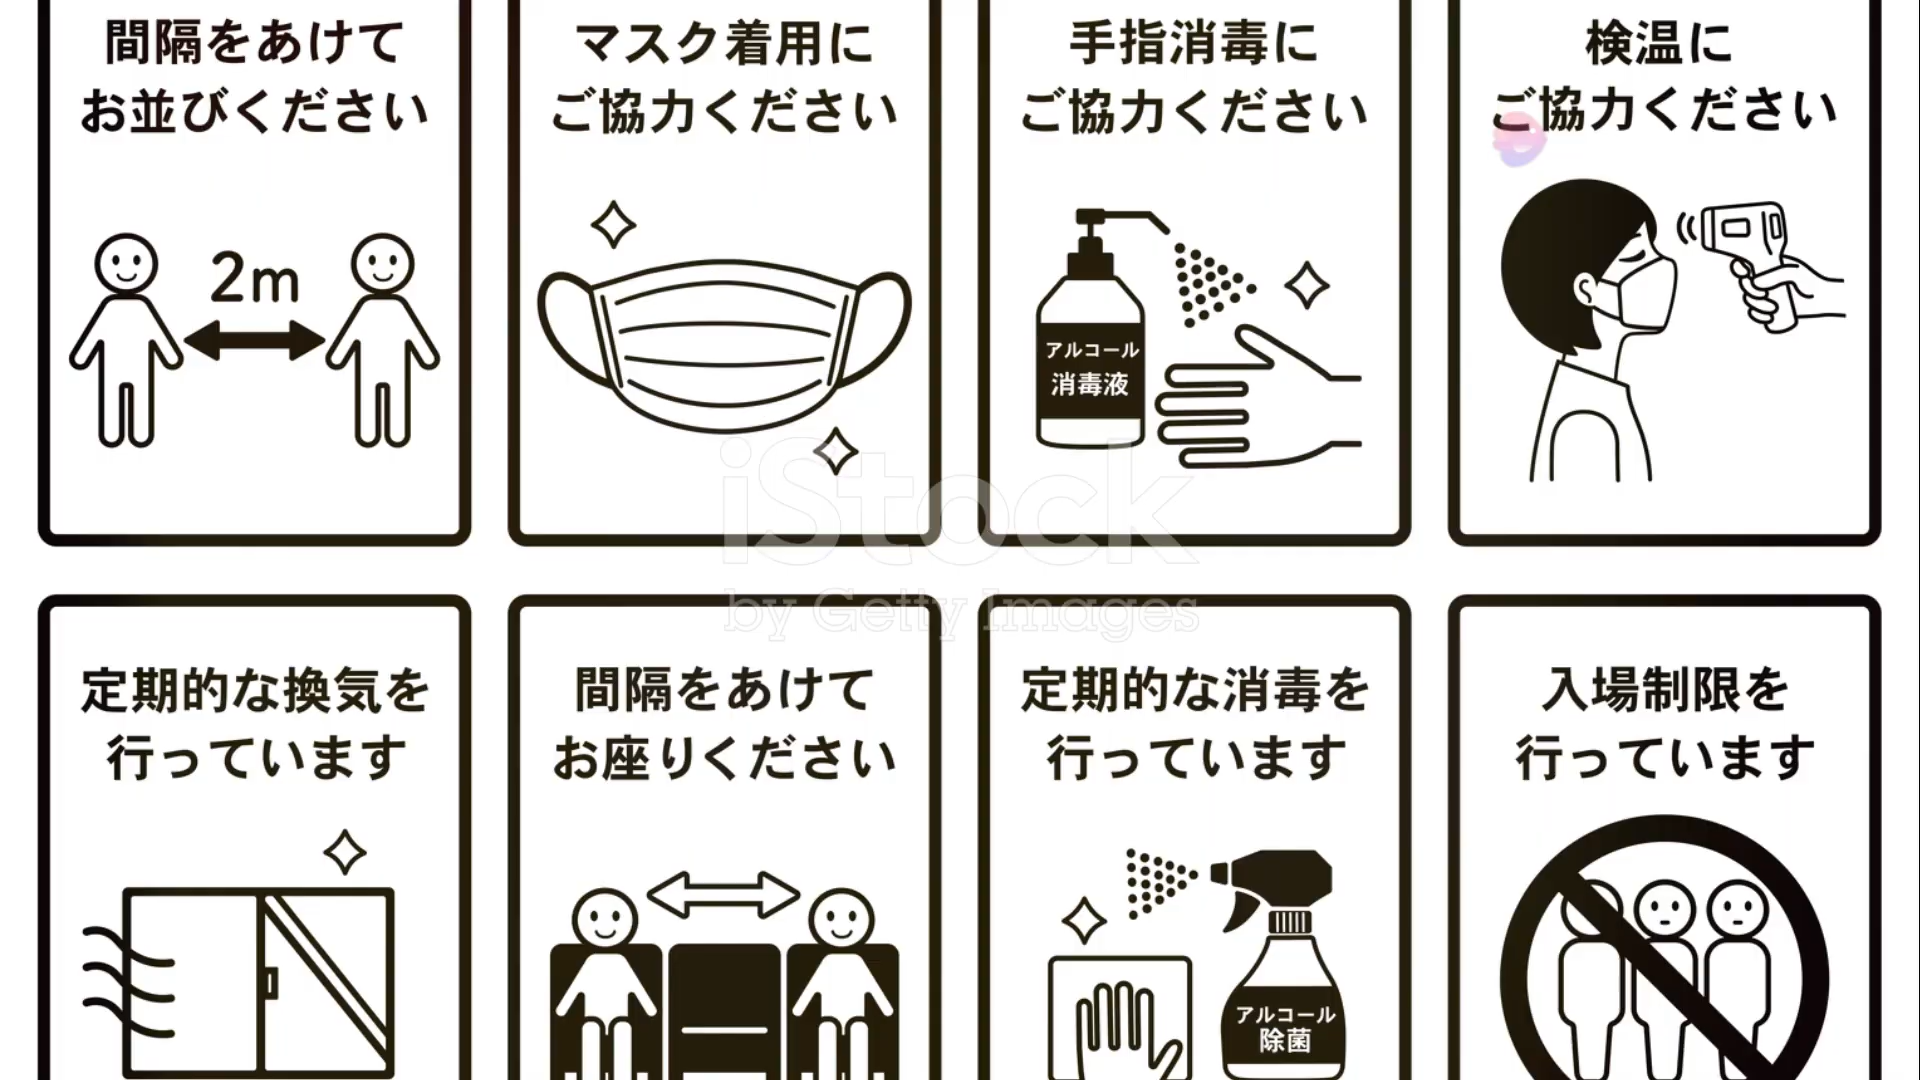 間隔をあけて
お並びください
2m
マスク着用に
ご協力ください
手指消毒に
ご協力ください
アルコール
消毒液
検温に
ご協力ください
iStock
by Getty Images
定期的な換気を
行っています
間隔をあけて
お座りください
定期的な消毒を
行っています
アルコール
除菌
入場制限を
行っています